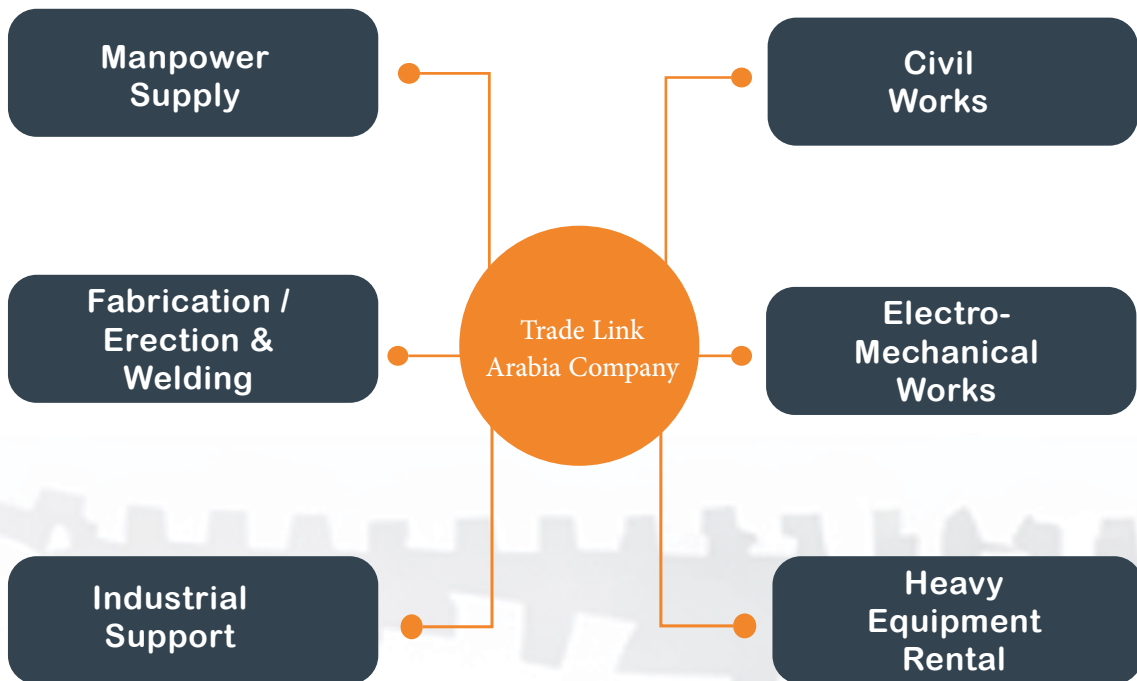 Manpower
Supply
Civil
Works
Fabrication /
Erection &
Welding
Trade Link
Arabia Company
Electro-
Mechanical
Works
Industrial
Support
Heavy
Equipment
Rental